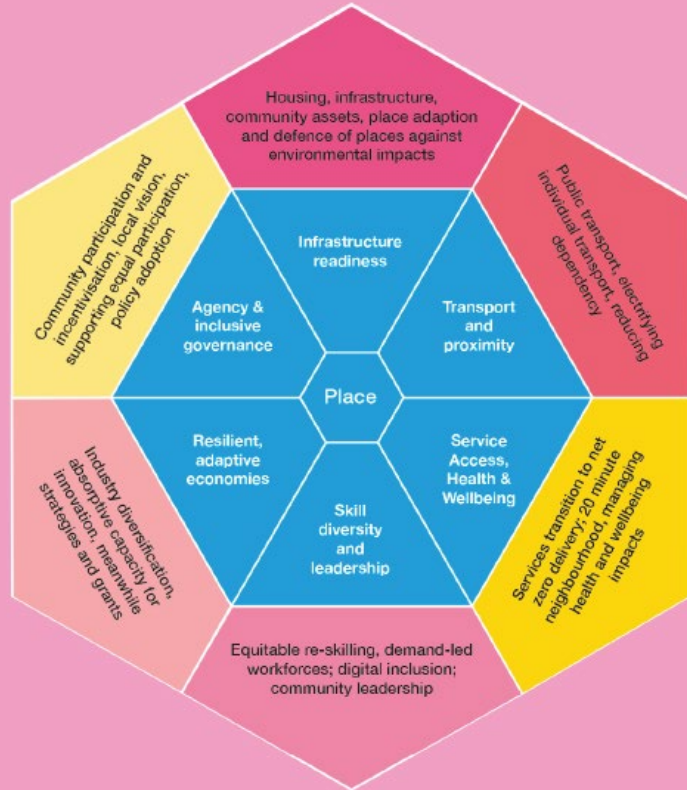 Housing, infrastructure,
community assets, place adaption
and defence of places against
environmental impacts
Public transport, electrifying
individual transport, reducing
dependency
Services transition to net
zero delivery; 20 minute
neighbourhood, managing
health and wellbeing
impacts
Equitable re-skilling, demand-led
workforces; digital inclusion;
community leadership
Industry diversification,
absorptive capacity for
innovation, meanwhile
strategies and grants
Community participation and
incentivisation, local vision,
supporting equal participation,
policy adoption
Infrastructure
readiness
Transport
and
proximity
Service
Access,
Health &
Wellbeing
Skill
diversity
and
leadership
Resilient,
adaptive
economies
Agency &
inclusive
governance
Place